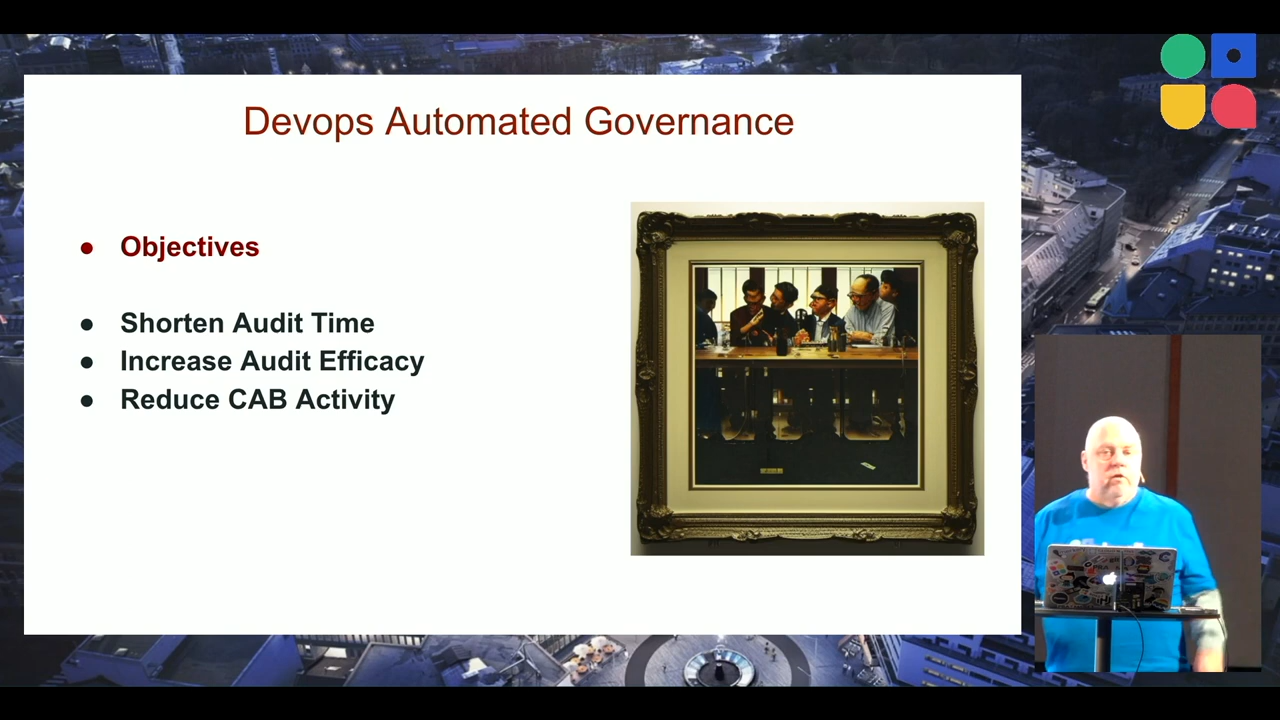 Devops Automated Governance
● Objectives
● Shorten Audit Time
● Increase Audit Efficacy
● Reduce CAB Activity